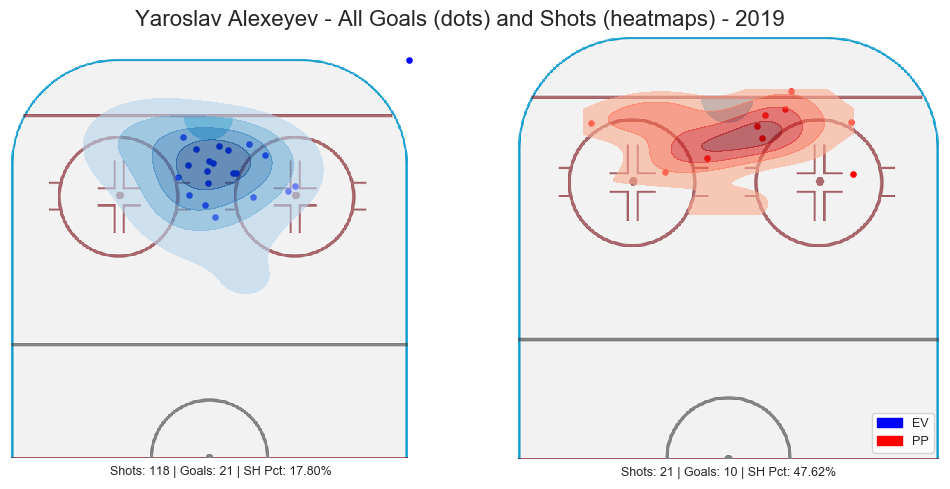 Yaroslav Alexeyev - All Goals (dots) and Shots (heatmaps) - 2019
EV
PP
Shots: 118 | Goals: 21 | SH Pct: 17.80%
Shots: 21 | Goals: 10 | SH Pct: 47.62%